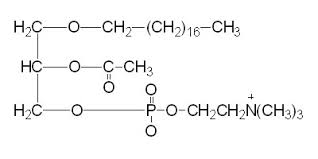 H₂C—O—CH₂—(CH₂)₁₆—CH₃
HC—O—C—CH₃
O
O
H₂C—O—P—O—CH₂CH₂N(CH₃)₃
+
O